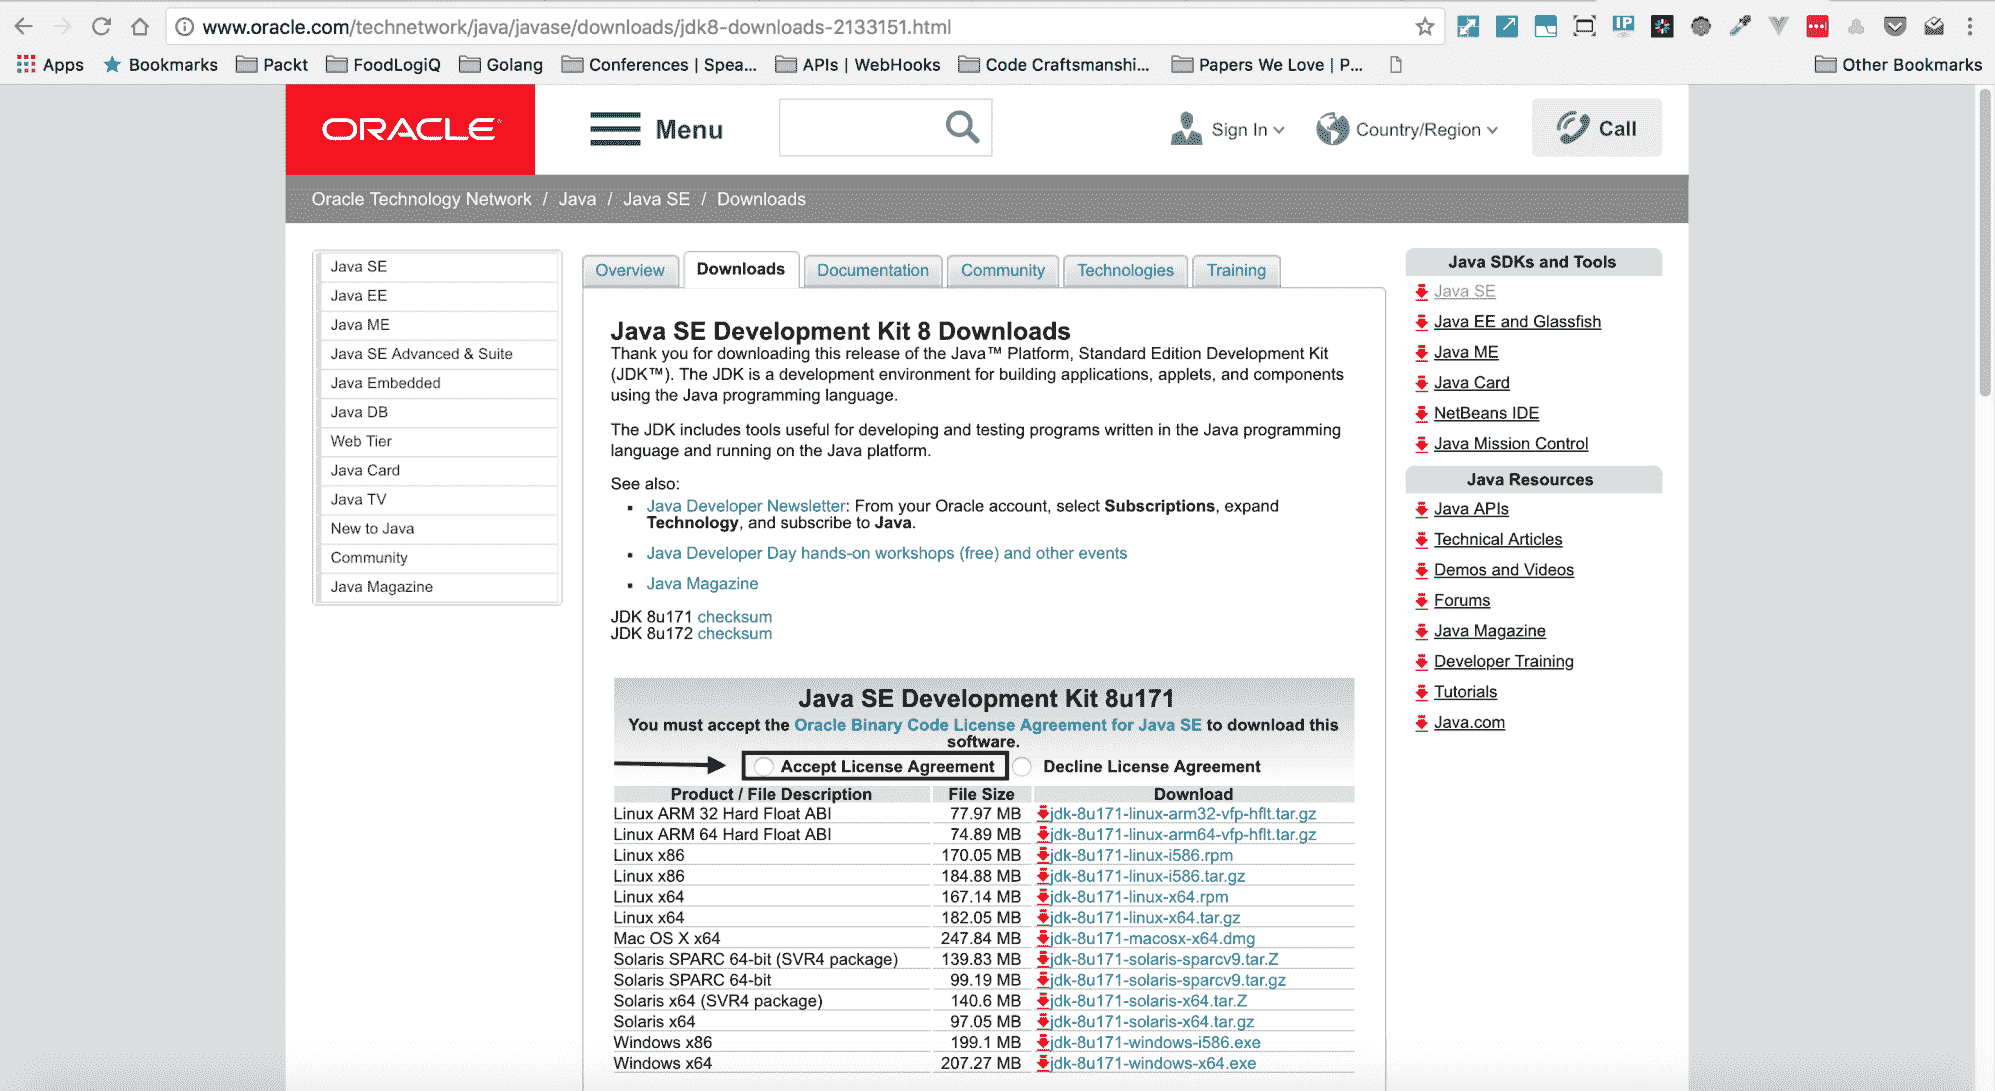 www.oracle.com/technetwork/java/javase/downloads/jdk8-downloads-2133151.html
IP
Apps Bookmarks Packt FoodLogiQ Golang Conferences | Spea... APIs | WebHooks Code Craftsmanshi... Papers We Love | P... Other Bookmarks
ORACLE Menu Sign In Country/Region Call
Oracle Technology Network / Java / Java SE / Downloads
Java SE
Java EE
Java ME
Java SE Advanced & Suite
Java Embedded
Java DB
Web Tier
Java Card
Java TV
New to Java
Community
Java Magazine
Overview Downloads Documentation Community Technologies Training
Java SE Development Kit 8 Downloads
Thank you for downloading this release of the Java™ Platform, Standard Edition Development Kit
(JDK™). The JDK is a development environment for building applications, applets, and components
using the Java programming language.
The JDK includes tools useful for developing and testing programs written in the Java programming
language and running on the Java platform.
See also:
Java Developer Newsletter: From your Oracle account, select Subscriptions, expand
Technology, and subscribe to Java.
Java Developer Day hands-on workshops (free) and other events
Java Magazine
JDK 8u171 checksum
JDK 8u172 checksum
Java SE Development Kit 8u171
You must accept the Oracle Binary Code License Agreement for Java SE to download this
software.
Accept License Agreement Decline License Agreement
Product / File Description File Size Download
Linux ARM 32 Hard Float ABI 77.97 MB jdk-8u171-linux-arm32-vfp-hflt.tar.gz
Linux ARM 64 Hard Float ABI 74.89 MB jdk-8u171-linux-arm64-vfp-hflt.tar.gz
Linux x86 170.05 MB jdk-8u171-linux-i586.rpm
Linux x86 184.88 MB jdk-8u171-linux-i586.tar.gz
Linux x64 167.14 MB jdk-8u171-linux-x64.rpm
Linux x64 182.05 MB jdk-8u171-linux-x64.tar.gz
Mac OS X x64 247.84 MB jdk-8u171-macosx-x64.dmg
Solaris SPARC 64-bit (SVR4 package) 139.83 MB jdk-8u171-solaris-sparcv9.tar.Z
Solaris SPARC 64-bit 99.19 MB jdk-8u171-solaris-sparcv9.tar.gz
Solaris x64 (SVR4 package) 140.6 MB jdk-8u171-solaris-x64.tar.Z
Solaris x64 97.05 MB jdk-8u171-solaris-x64.tar.gz
Windows x86 199.1 MB jdk-8u171-windows-i586.exe
Windows x64 207.27 MB jdk-8u171-windows-x64.exe
Java SDKs and Tools
Java SE
Java EE and Glassfish
Java ME
Java Card
NetBeans IDE
Java Mission Control
Java Resources
Java APIs
Technical Articles
Demos and Videos
Forums
Java Magazine
Developer Training
Tutorials
Java.com